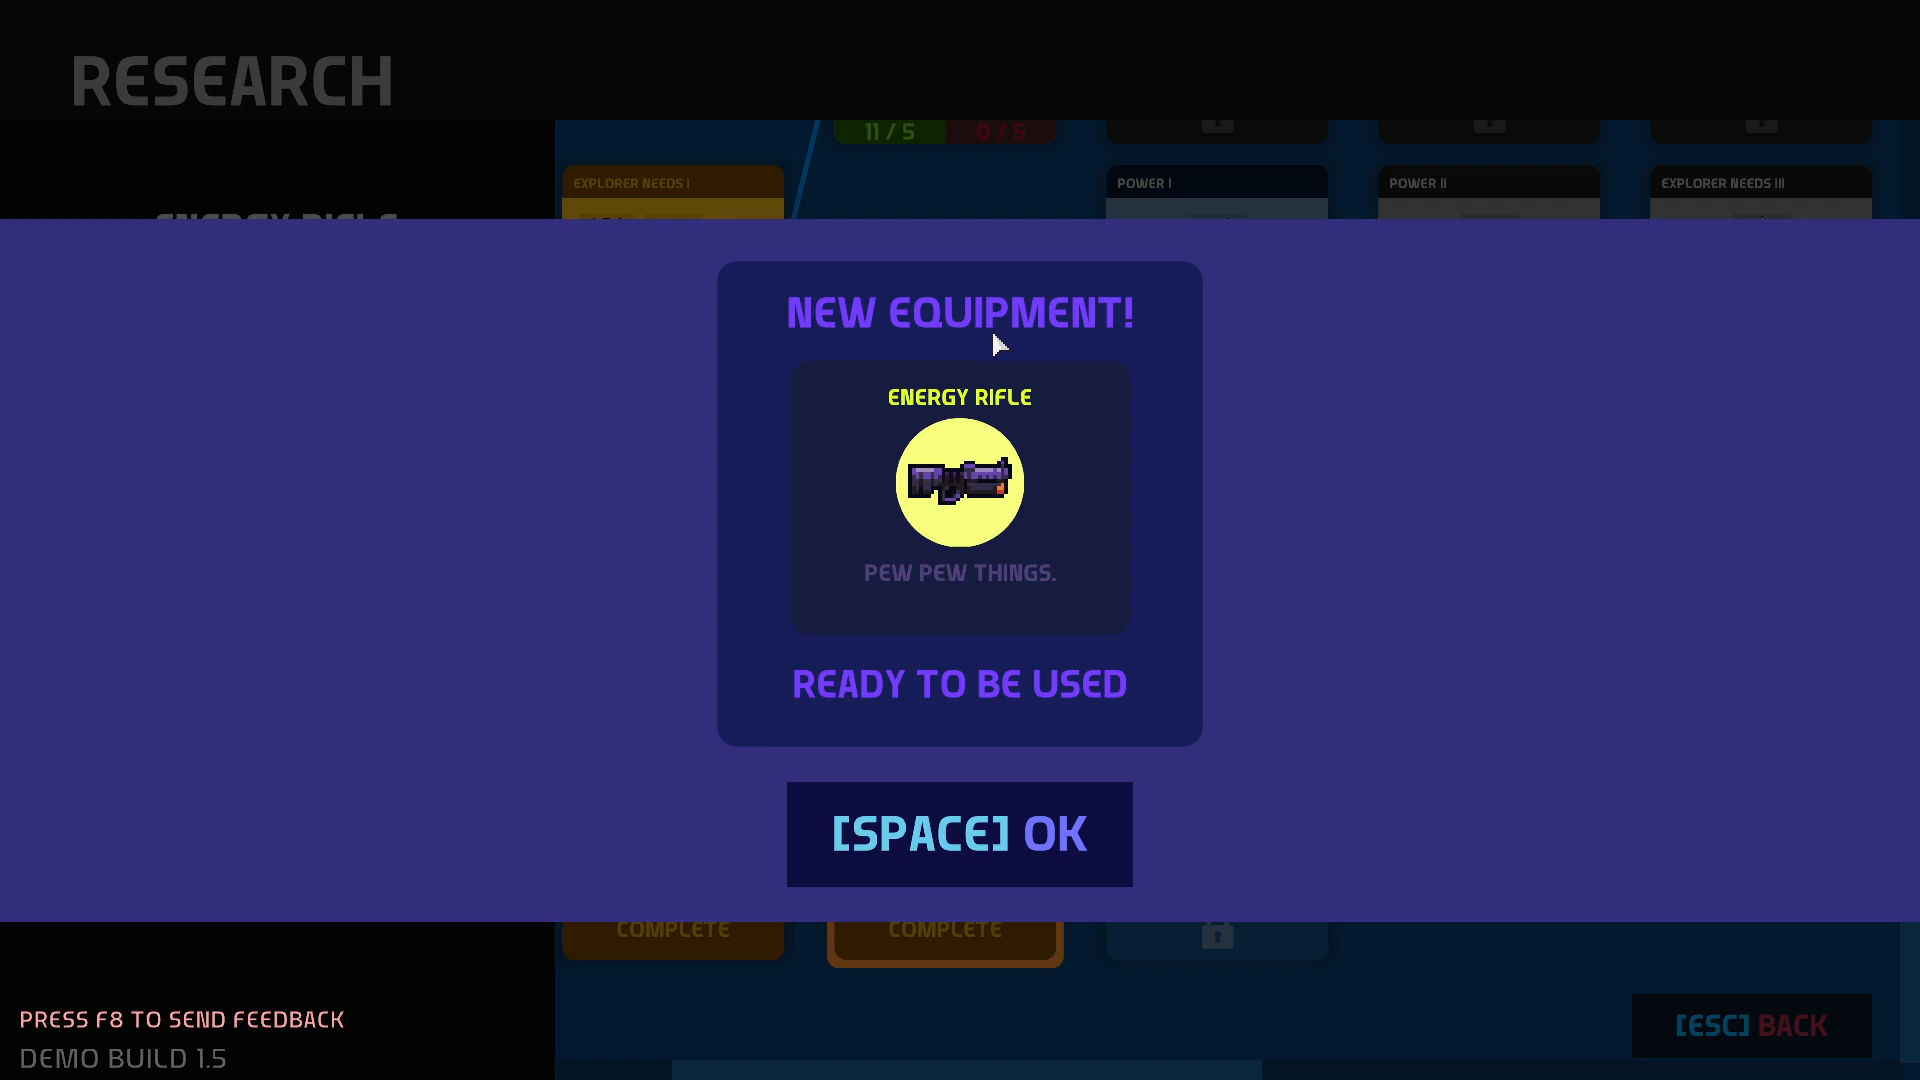 RESEARCH
11 / 5
0 / 5
EXPLORER NEEDS I
POWER I
POWER II
EXPLORER NEEDS III
ENERGY RIFLE
NEW EQUIPMENT!
ENERGY RIFLE
PEW PEW THINGS.
READY TO BE USED
[SPACE] OK
COMPLETE
COMPLETE
PRESS F8 TO SEND FEEDBACK
[ESC] BACK
DEMO BUILD 1.5